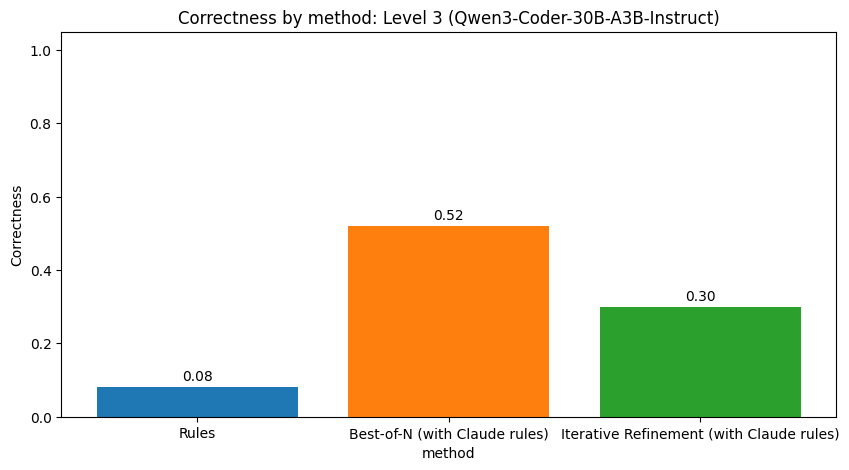 Correctness by method: Level 3 (Qwen3-Coder-30B-A3B-Instruct)
Correctness
1.0
0.8
0.6
0.4
0.2
0.0
0.08
0.52
0.30
Rules
Best-of-N (with Claude rules)
Iterative Refinement (with Claude rules)
method